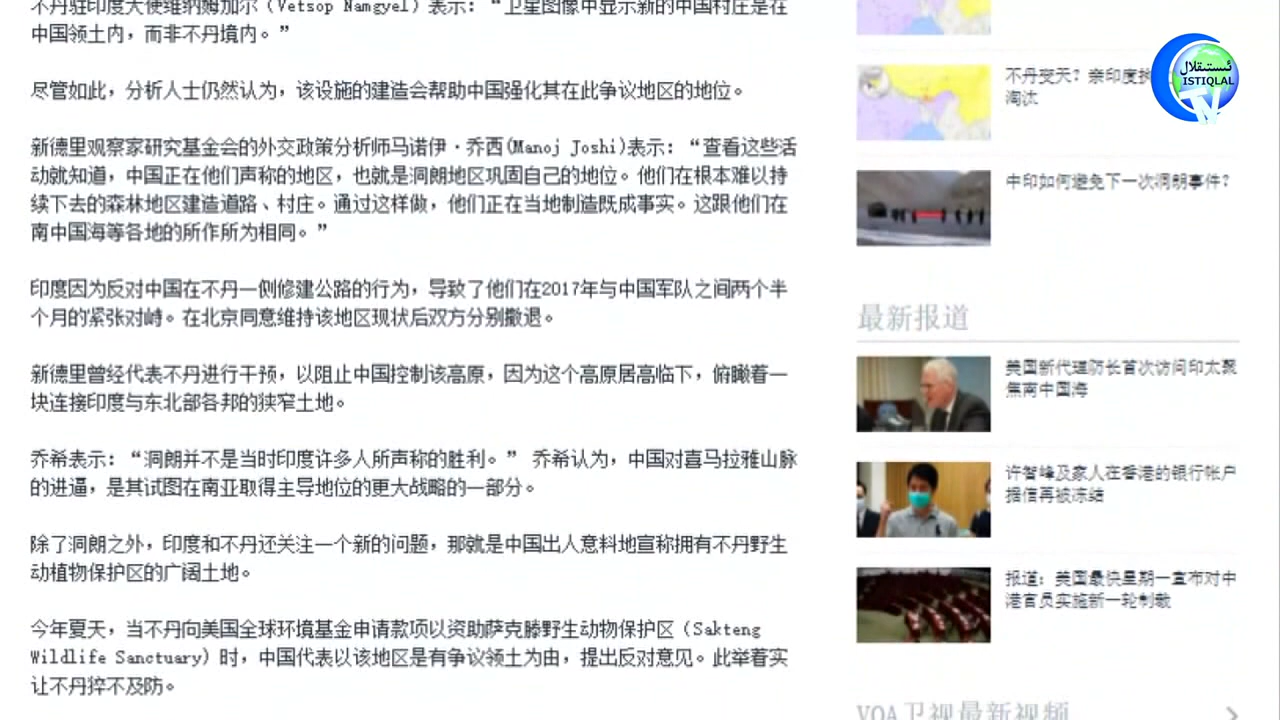 不丹驻印度大使维纳姆加尔（Vetsop Namgyel）表示：“卫星图像中显示新的中国村庄是在
中国领土内，而非不丹境内。”
尽管如此，分析人士仍然认为，该设施的建造会帮助中国强化其在此争议地区的地位。
新德里观察家研究基金会的外交政策分析师马诺伊·乔西(Manoj Joshi)表示：“查看这些活
动就知道，中国正在他们声称的地区，也就是洞朗地区巩固自己的地位。他们在根本难以持
续下去的森林地区建造道路、村庄。通过这样做，他们正在当地制造既成事实。这跟他们在
南中国海等各地的所作所为相同。”
印度因为反对中国在不丹一侧修建公路的行为，导致了他们在2017年与中国军队之间两个半
个月的紧张对峙。在北京同意维持该地区现状后双方分别撤退。
新德里曾经代表不丹进行干预，以阻止中国控制该高原，因为这个高原居高临下，俯瞰着一
块连接印度与东北部各邦的狭窄土地。
乔希表示：“洞朗并不是当时印度许多人所声称的胜利。” 乔希认为，中国对喜马拉雅山脉
的进逼，是其试图在南亚取得主导地位的更大战略的一部分。
除了洞朗之外，印度和不丹还关注一个新的问题，那就是中国出人意料地宣称拥有不丹野生
动植物保护区的广阔土地。
今年夏天，当不丹向美国全球环境基金申请款项以资助萨克滕野生动物保护区（Sakteng
Wildlife Sanctuary）时，中国代表以该地区是有争议领土为由，提出反对意见。此举着实
让不丹猝不及防。
不丹变天？亲印度执
淘汰
中印如何避免下一次洞朗事件？
最新报道
美国新代理防长首次访问印太聚
焦南中国海
许智峰及家人在香港的银行帐户
据信再被冻结
报道：美国最快星期一宣布对中
港官员实施新一轮制裁
VOA卫视最新视频
ئىستىقلال
ISTIQLAL
TV